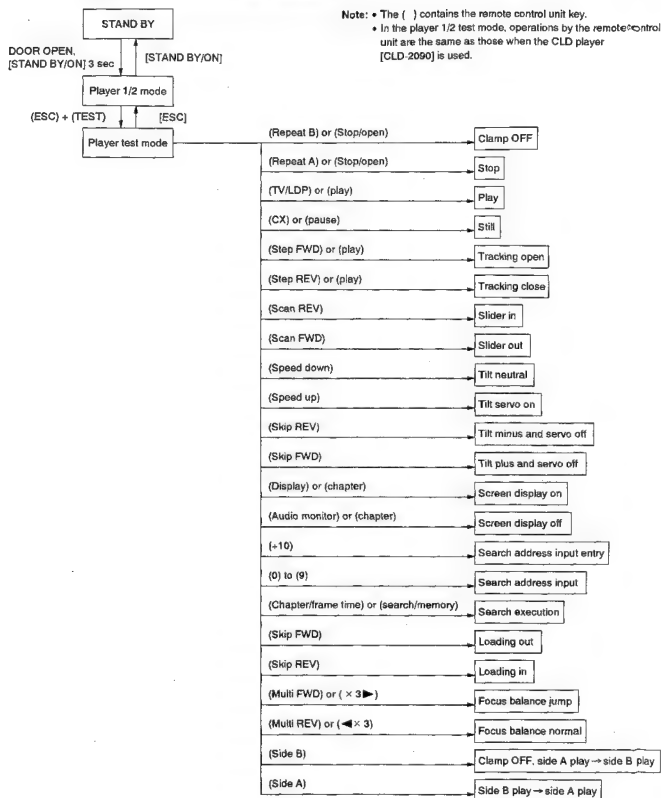 STAND BY
Note: • The ( ) contains the remote control unit key.
• In the player 1/2 test mode, operations by the remote control
unit are the same as those when the CLD player
[CLD-2090] is used.
DOOR OPEN,
[STAND BY/ON] 3 sec
[STAND BY/ON]
Player 1/2 mode
(ESC) + (TEST)
[ESC]
Player test mode
(Repeat B) or (Stop/open)
Clamp OFF
(Repeat A) or (Stop/open)
Stop
(TV/LDP) or (play)
Play
(CX) or (pause)
Still
(Step FWD) or (play)
Tracking open
(Step REV) or (play)
Tracking close
(Scan REV)
Slider in
(Scan FWD)
Slider out
(Speed down)
Tilt neutral
(Speed up)
Tilt servo on
(Skip REV)
Tilt minus and servo off
(Skip FWD)
Tilt plus and servo off
(Display) or (chapter)
Screen display on
(Audio monitor) or (chapter)
Screen display off
(+10)
Search address input entry
(0) to (9)
Search address input
(Chapter/frame time) or (search/memory)
Search execution
(Skip FWD)
Loading out
(Skip REV)
Loading in
(Multi FWD) or ( × 3▶)
Focus balance jump
(Multi REV) or (◀× 3)
Focus balance normal
(Side B)
Clamp OFF, side A play → side B play
(Side A)
Side B play → side A play